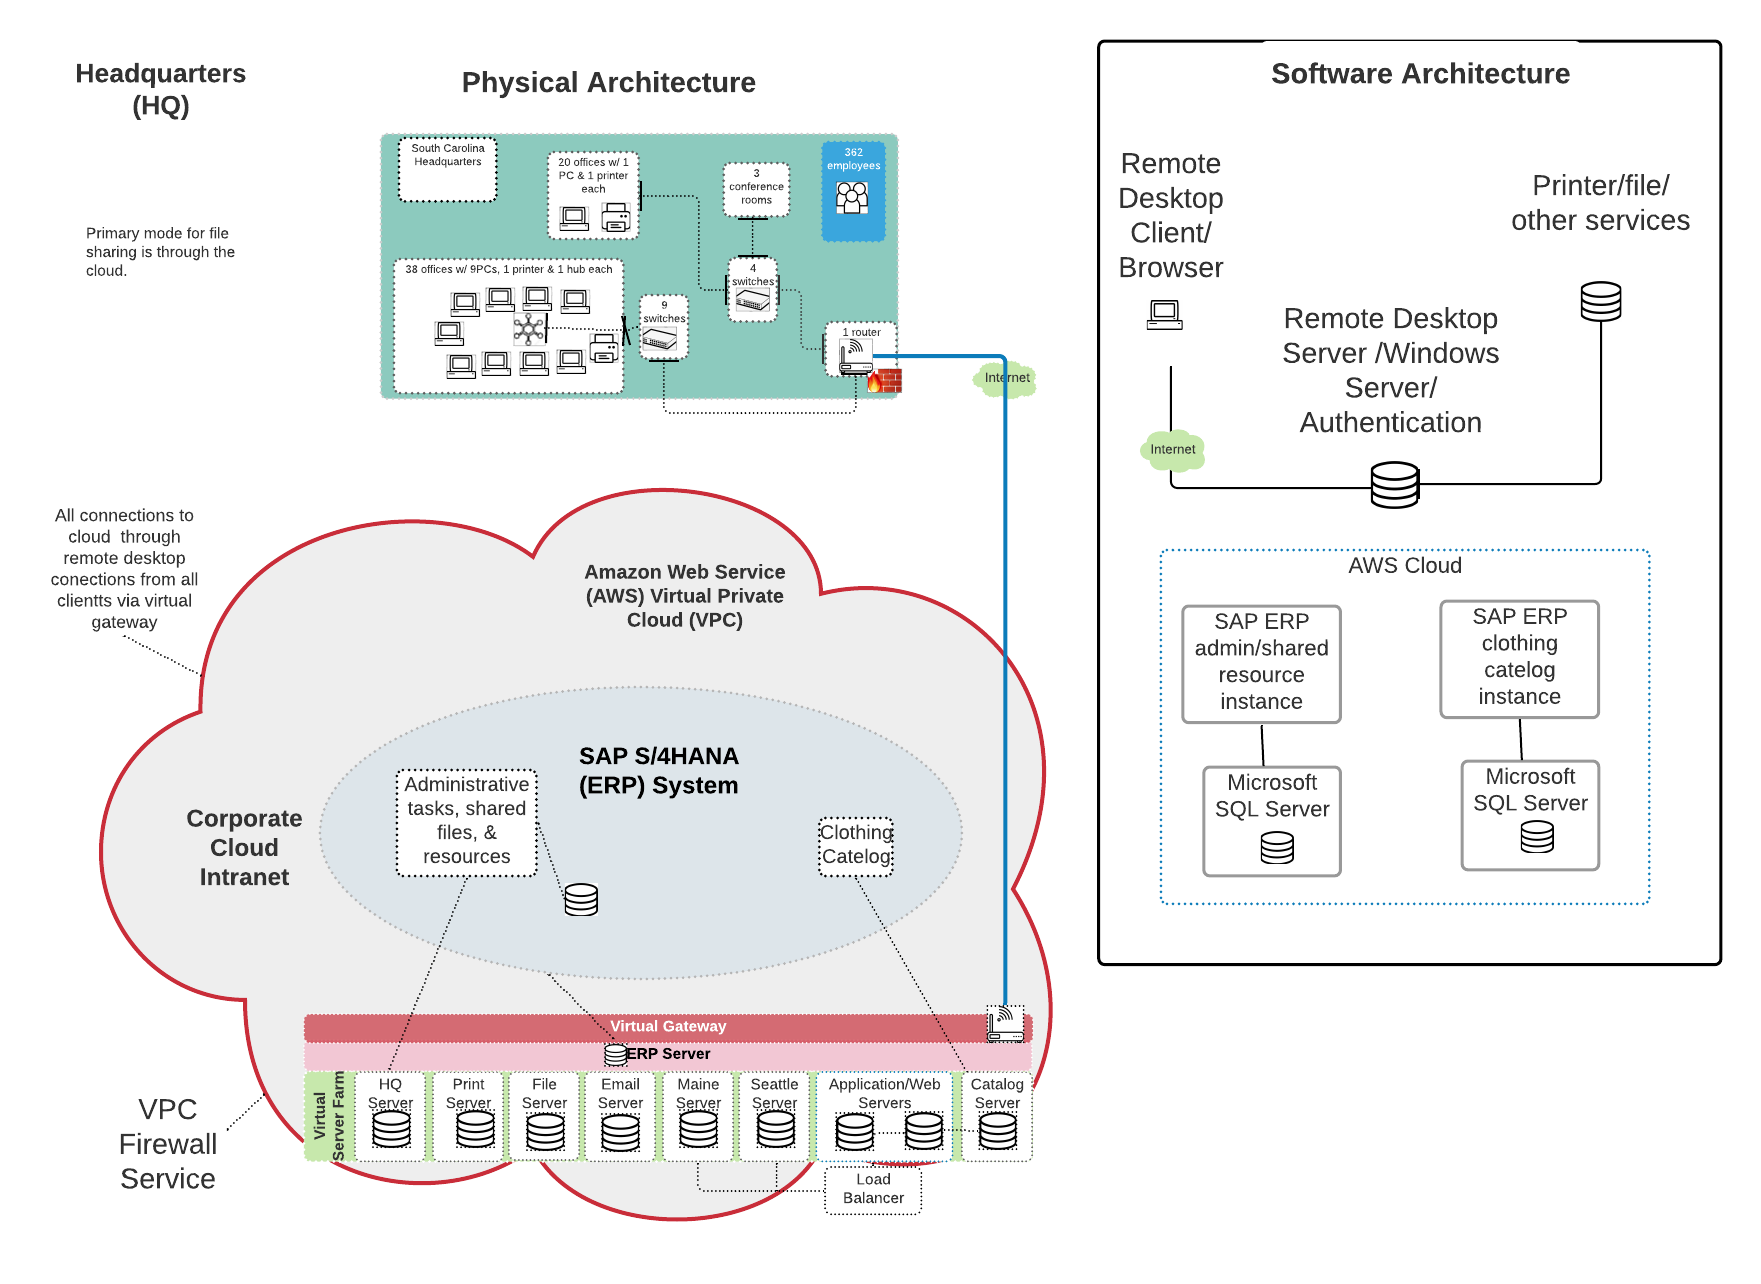 Headquarters
(HQ)
Physical Architecture
Primary mode for file
sharing is through the
cloud.
South Carolina
Headquarters
20 offices w/ 1
PC & 1 printer
each
3
conference
rooms
362
employees
38 offices w/ 9PCs, 1 printer & 1 hub each
9
switches
4
switches
1 router
Internet
All connections to
cloud through
remote desktop
conections from all
clientts via virtual
gateway
Amazon Web Service
(AWS) Virtual Private
Cloud (VPC)
SAP S/4HANA
(ERP) System
Administrative
tasks, shared
files, &
resources
Clothing
Catelog
Corporate
Cloud
Intranet
Virtual Gateway
ERP Server
Virtual
Server Farm
HQ
Server
Print
Server
File
Server
Email
Server
Maine
Server
Seattle
Server
Application/Web
Servers
Catalog
Server
Load
Balancer
VPC
Firewall
Service
Software Architecture
Remote
Desktop
Client/
Browser
Printer/file/
other services
Remote Desktop
Server /Windows
Server/
Authentication
Internet
AWS Cloud
SAP ERP
admin/shared
resource
instance
SAP ERP
clothing
catelog
instance
Microsoft
SQL Server
Microsoft
SQL Server